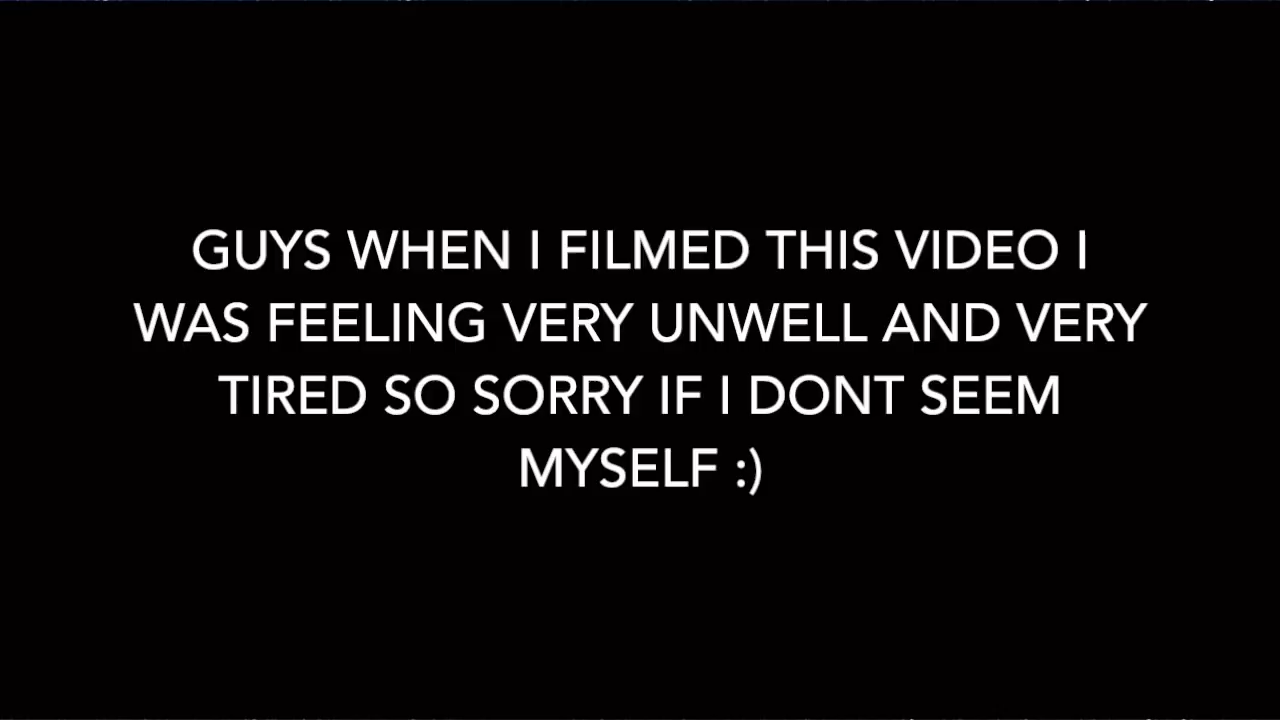 GUYS WHEN I FILMED THIS VIDEO I
WAS FEELING VERY UNWELL AND VERY
TIRED SO SORRY IF I DONT SEEM
MYSELF :)